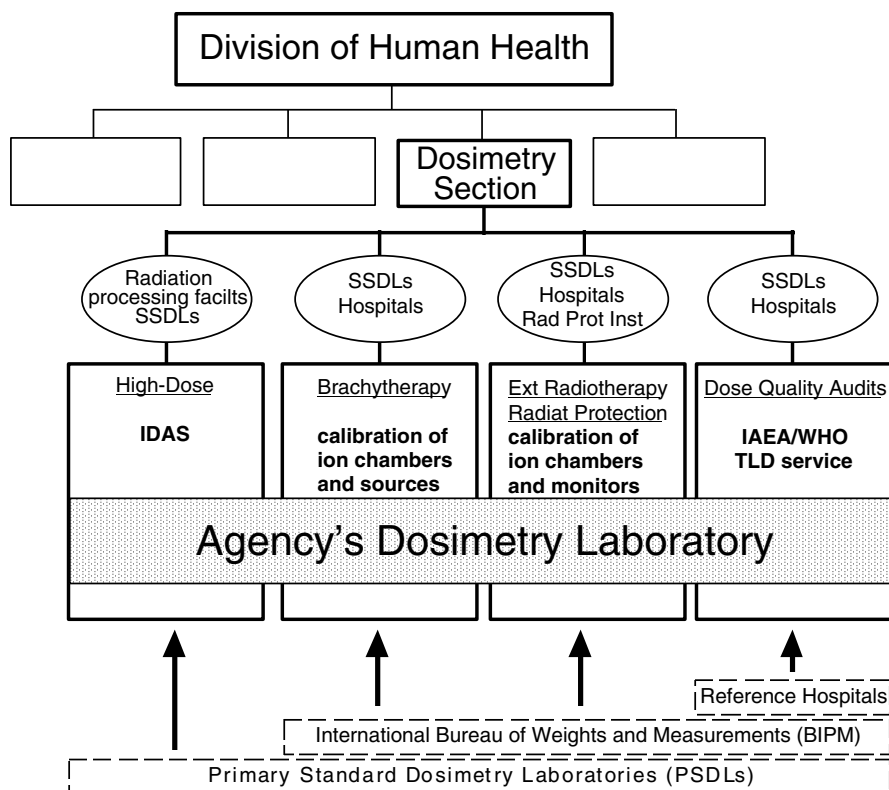 Division of Human Health
Dosimetry
Section
Radiation
processing facilts
SSDLs
SSDLs
Hospitals
SSDLs
Hospitals
Rad Prot Inst
SSDLs
Hospitals
High-Dose
IDAS
Brachytherapy
calibration of
ion chambers
and sources
Ext Radiotherapy
Radiat Protection
calibration of
ion chambers
and monitors
Dose Quality Audits
IAEA/WHO
TLD service
Agency's Dosimetry Laboratory
Reference Hospitals
International Bureau of Weights and Measurements (BIPM)
Primary Standard Dosimetry Laboratories (PSDLs)